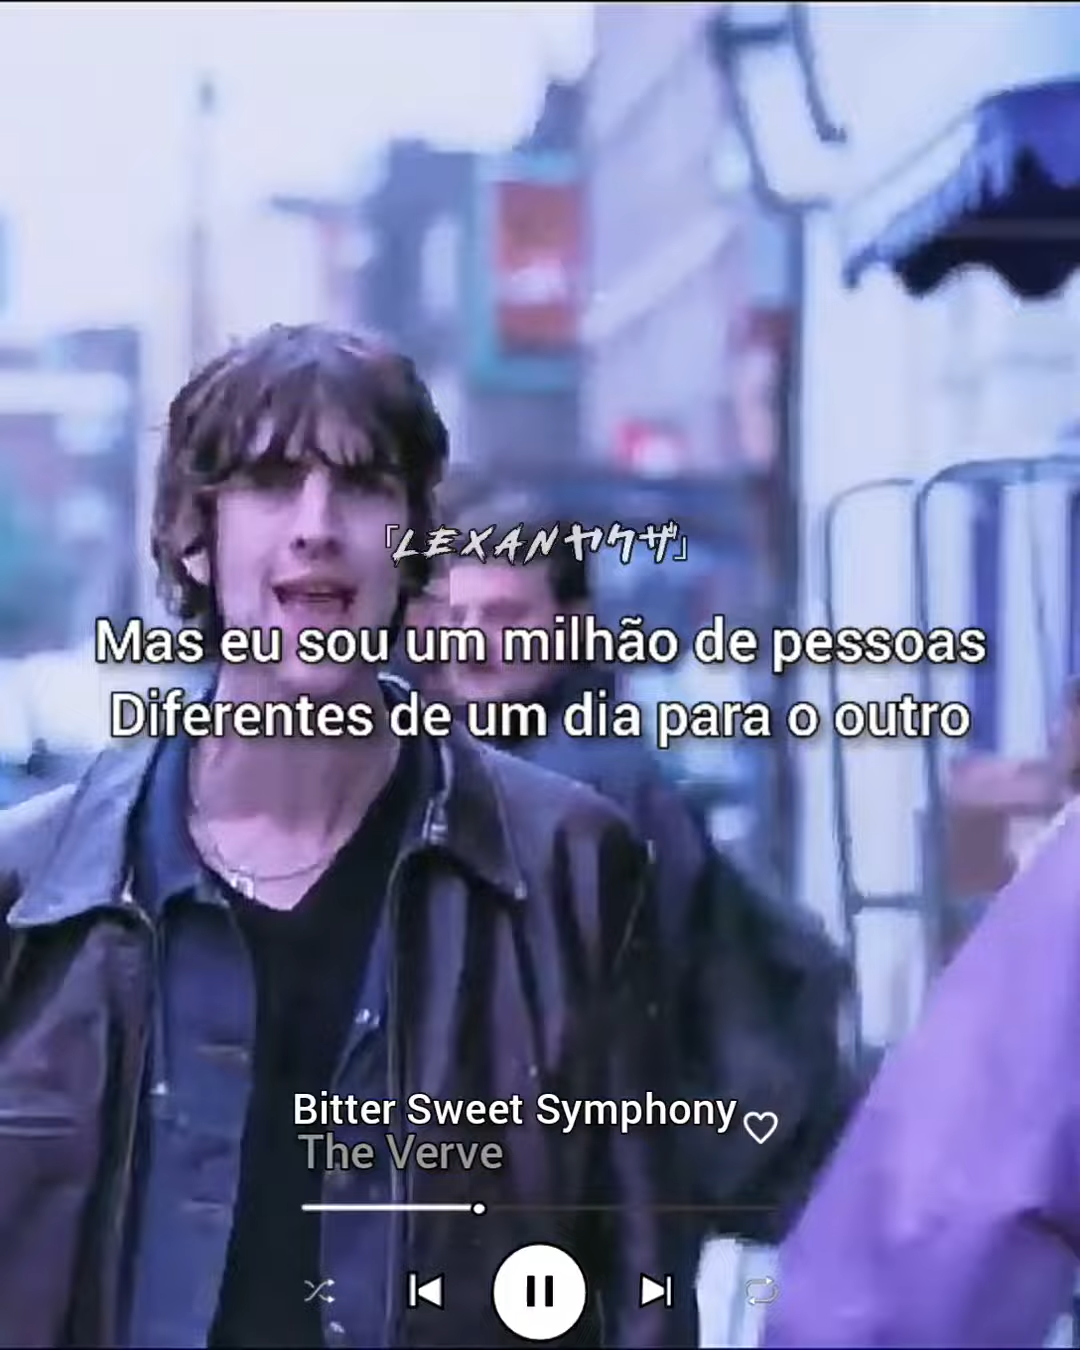 「LEXANヤクザ」
Mas eu sou um milhão de pessoas
Diferentes de um dia para o outro
Bitter Sweet Symphony
The Verve